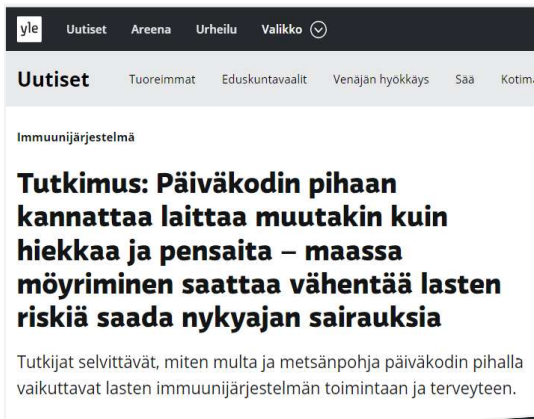 yle Uutiset Areena Urheilu Valikko
Uutiset Tuoreimmat Eduskuntavaalit Venäjän hyökkäys Sää
Immuunijärjestelmä
Tutkimus: Päiväkodin pihaan
kannattaa laittaa muutakin kuin
hiekkaa ja pensaita – maassa
möyriminen saattaa vähentää lasten
riskiä saada nykyajan sairauksia
Tutkijat selvittävät, miten multa ja metsänpohja päiväkodin pihalla
vaikuttavat lasten immuunijärjestelmän toimintaan ja terveyteen.